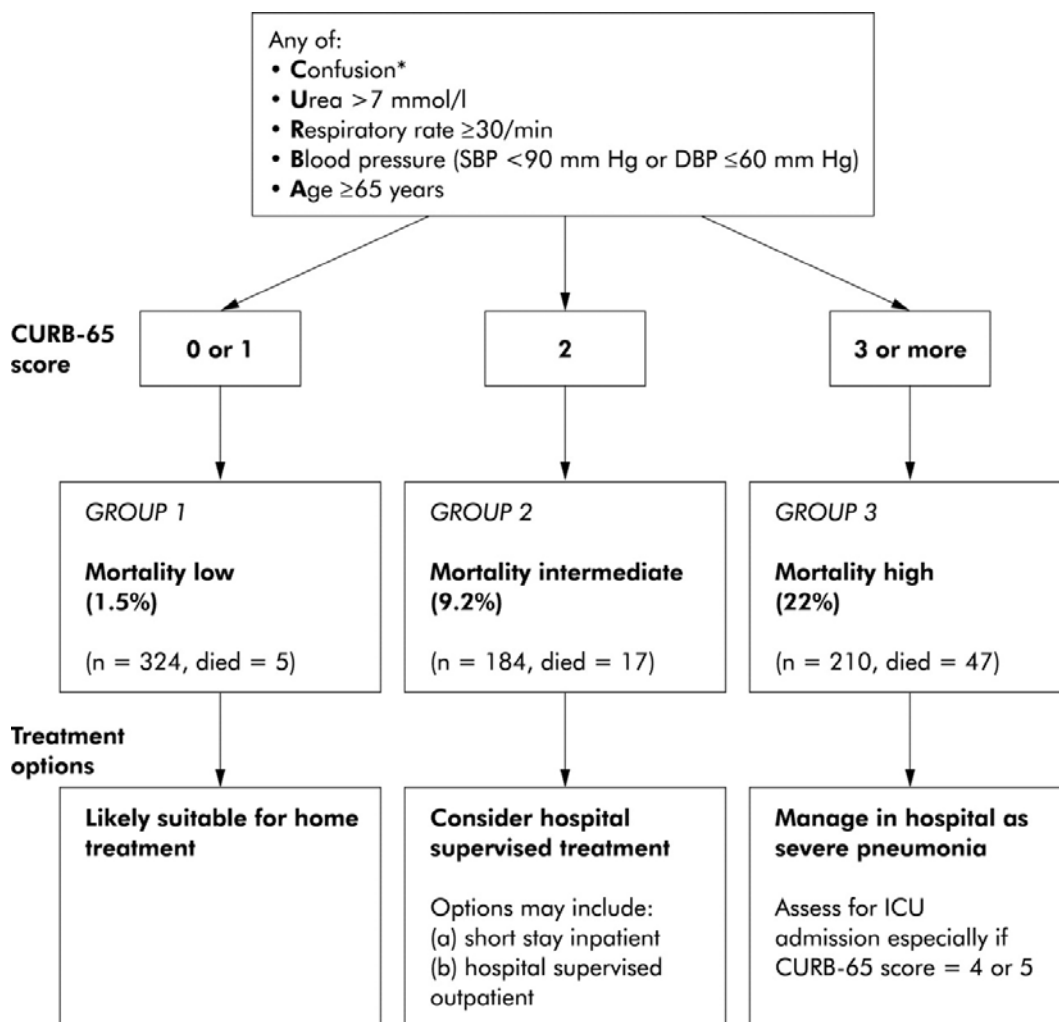 Any of:
• Confusion*
• Urea >7 mmol/l
• Respiratory rate ≥30/min
• Blood pressure (SBP <90 mm Hg or DBP ≤60 mm Hg)
• Age ≥65 years
CURB-65
score
0 or 1
2
3 or more
GROUP 1
Mortality low
(1.5%)
(n = 324, died = 5)
GROUP 2
Mortality intermediate
(9.2%)
(n = 184, died = 17)
GROUP 3
Mortality high
(22%)
(n = 210, died = 47)
Treatment
options
Likely suitable for home
treatment
Consider hospital
supervised treatment
Options may include:
(a) short stay inpatient
(b) hospital supervised
outpatient
Manage in hospital as
severe pneumonia
Assess for ICU
admission especially if
CURB-65 score = 4 or 5